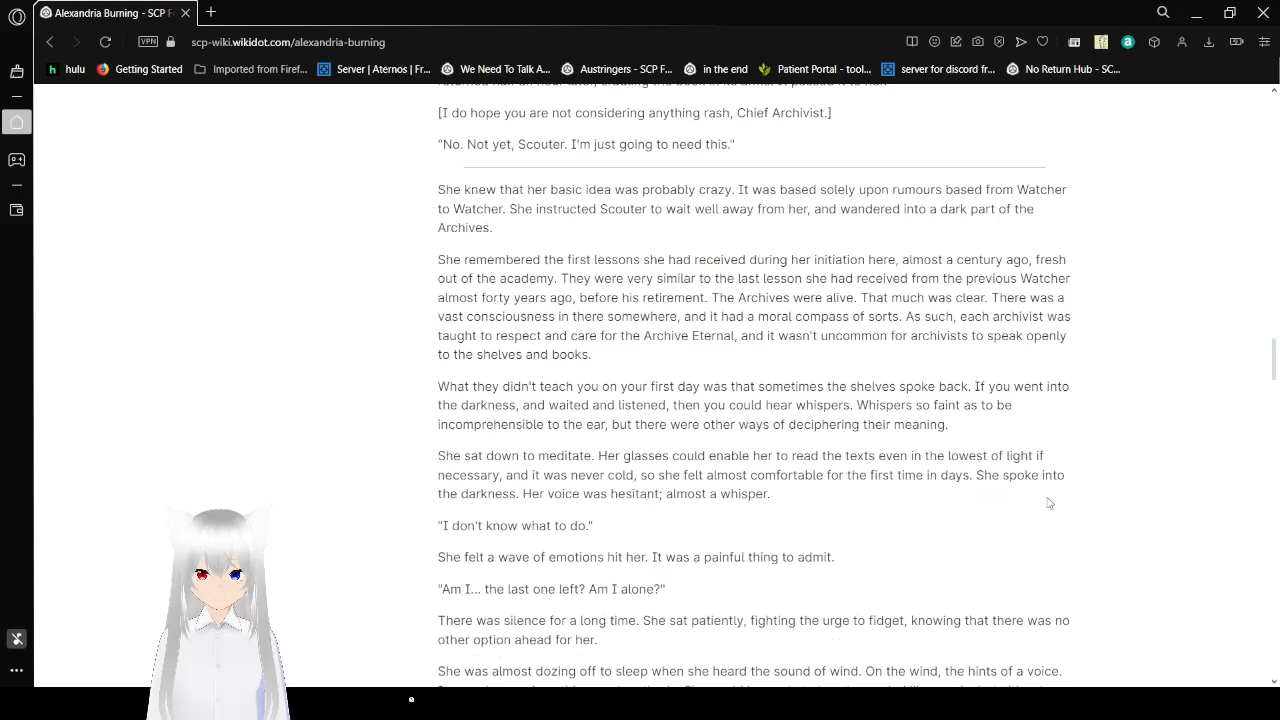 Alexandria Burning - SCP F
VPN
scp-wiki.wikidot.com/alexandria-burning
hulu
Getting Started
Imported from Firef...
Server | Aternos | Fr...
We Need To Talk A...
Austringers - SCP F...
in the end
Patient Portal - tool...
server for discord fr...
No Return Hub - SC...
[I do hope you are not considering anything rash, Chief Archivist.]
"No. Not yet, Scouter. I'm just going to need this."
She knew that her basic idea was probably crazy. It was based solely upon rumours based from Watcher
to Watcher. She instructed Scouter to wait well away from her, and wandered into a dark part of the
Archives.
She remembered the first lessons she had received during her initiation here, almost a century ago, fresh
out of the academy. They were very similar to the last lesson she had received from the previous Watcher
almost forty years ago, before his retirement. The Archives were alive. That much was clear. There was a
vast consciousness in there somewhere, and it had a moral compass of sorts. As such, each archivist was
taught to respect and care for the Archive Eternal, and it wasn't uncommon for archivists to speak openly
to the shelves and books.
What they didn't teach you on your first day was that sometimes the shelves spoke back. If you went into
the darkness, and waited and listened, then you could hear whispers. Whispers so faint as to be
incomprehensible to the ear, but there were other ways of deciphering their meaning.
She sat down to meditate. Her glasses could enable her to read the texts even in the lowest of light if
necessary, and it was never cold, so she felt almost comfortable for the first time in days. She spoke into
the darkness. Her voice was hesitant; almost a whisper.
"I don't know what to do."
She felt a wave of emotions hit her. It was a painful thing to admit.
"Am I... the last one left? Am I alone?"
There was silence for a long time. She sat patiently, fighting the urge to fidget, knowing that there was no
other option ahead for her.
She was almost dozing off to sleep when she heard the sound of wind. On the wind, the hints of a voice.